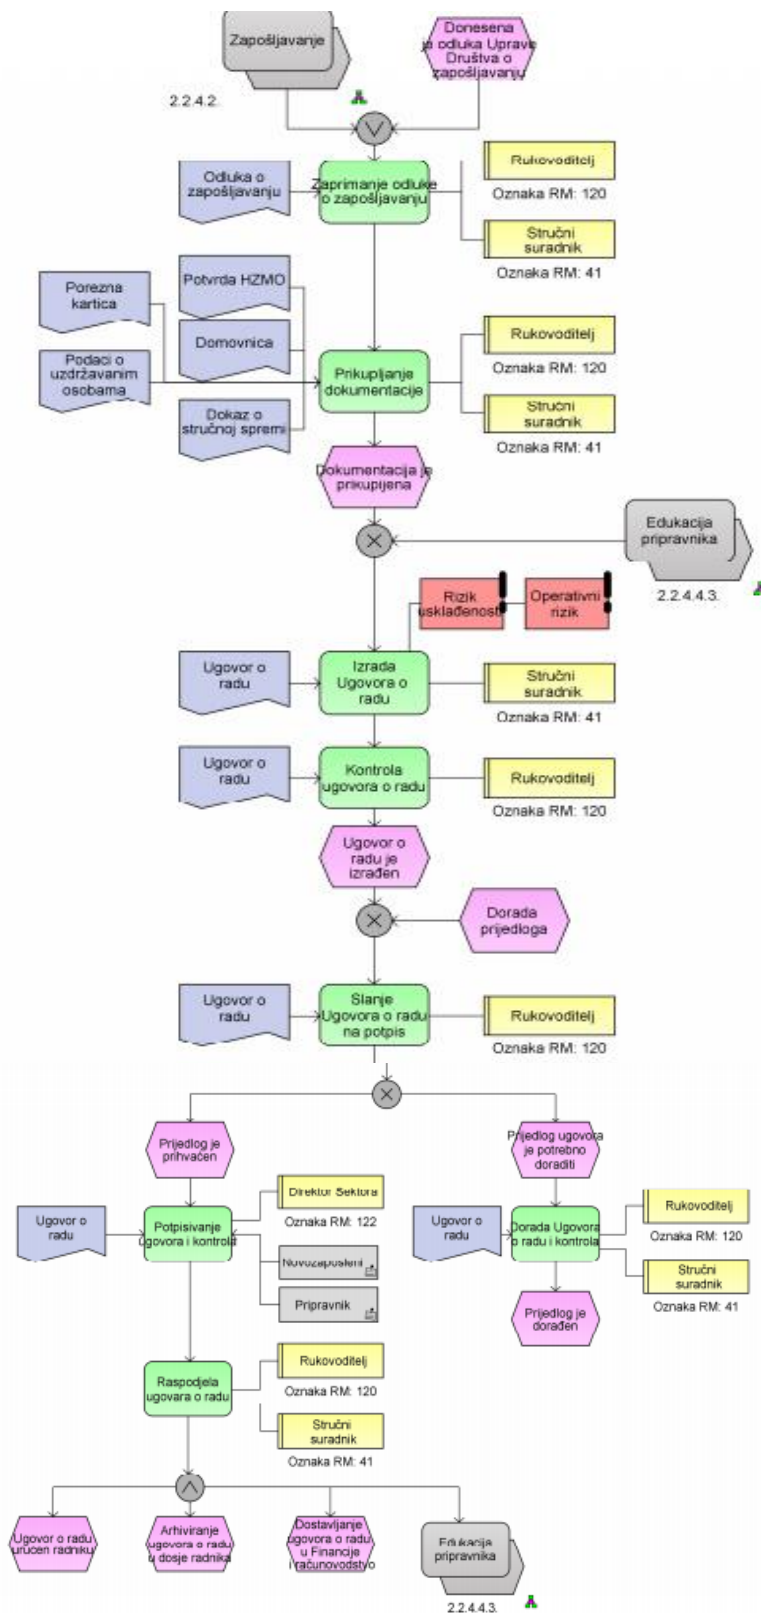 Zapošljavanje
2.2.4.2.
Donesena
je odluka Uprave
Društva o
zapošljavanju
Odluka o
zapošljavanju
Zaprimanje odluke
o zapošljavanju
Rukovoditelj
Oznaka RM: 120
Stručni
suradnik
Oznaka RM: 41
Porezna
kartica
Potvrda HZMO
Domovnica
Podaci o
uzdržavanim
osobama
Dokaz o
stručnoj spremi
Prikupljanje
dokumentacije
Rukovoditelj
Oznaka RM: 120
Stručni
suradnik
Oznaka RM: 41
Dokumentacija je
prikupljena
Edukacija
pripravnika
2.2.4.4.3.
Rizik
usklađenosti
Operativni
rizik
Ugovor o
radu
Izrada
Ugovora o
radu
Stručni
suradnik
Oznaka RM: 41
Ugovor o
radu
Kontrola
ugovora o radu
Rukovoditelj
Oznaka RM: 120
Ugovor o
radu je
izrađen
Dorada
prijedloga
Ugovor o
radu
Slanje
Ugovora o radu
na potpis
Rukovoditelj
Oznaka RM: 120
Prijedlog je
prihvaćen
Prijedlog ugovora
je potrebno
doraditi
Ugovor o
radu
Potpisivanje
ugovora i kontrola
Direktor Sektora
Oznaka RM: 122
Novozaposleni
Pripravnik
Ugovor o
radu
Dorada Ugovora
o radu i kontrola
Rukovoditelj
Oznaka RM: 120
Stručni
suradnik
Oznaka RM: 41
Prijedlog je
dorađen
Raspodjela
ugovara o radu
Rukovoditelj
Oznaka RM: 120
Stručni
suradnik
Oznaka RM: 41
Ugovor o radu
uručen radniku
Arhiviranje
ugovora o radu
u dosje radnika
Dostavljanje
ugovora o radu
u Financije
i računovodstvo
Edukacija
pripravnika
2.2.4.4.3.